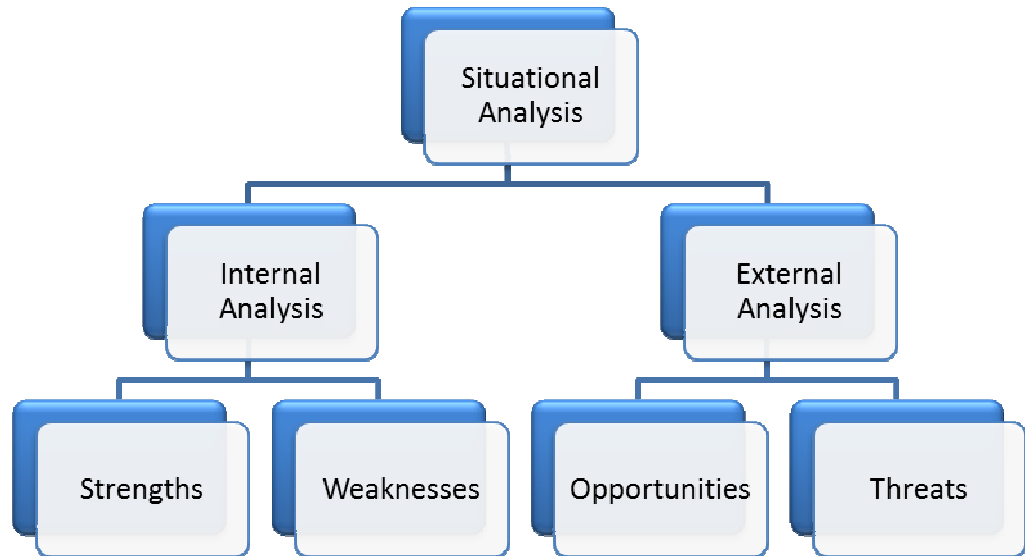 Situational
Analysis
Internal
Analysis
External
Analysis
Strengths
Weaknesses
Opportunities
Threats